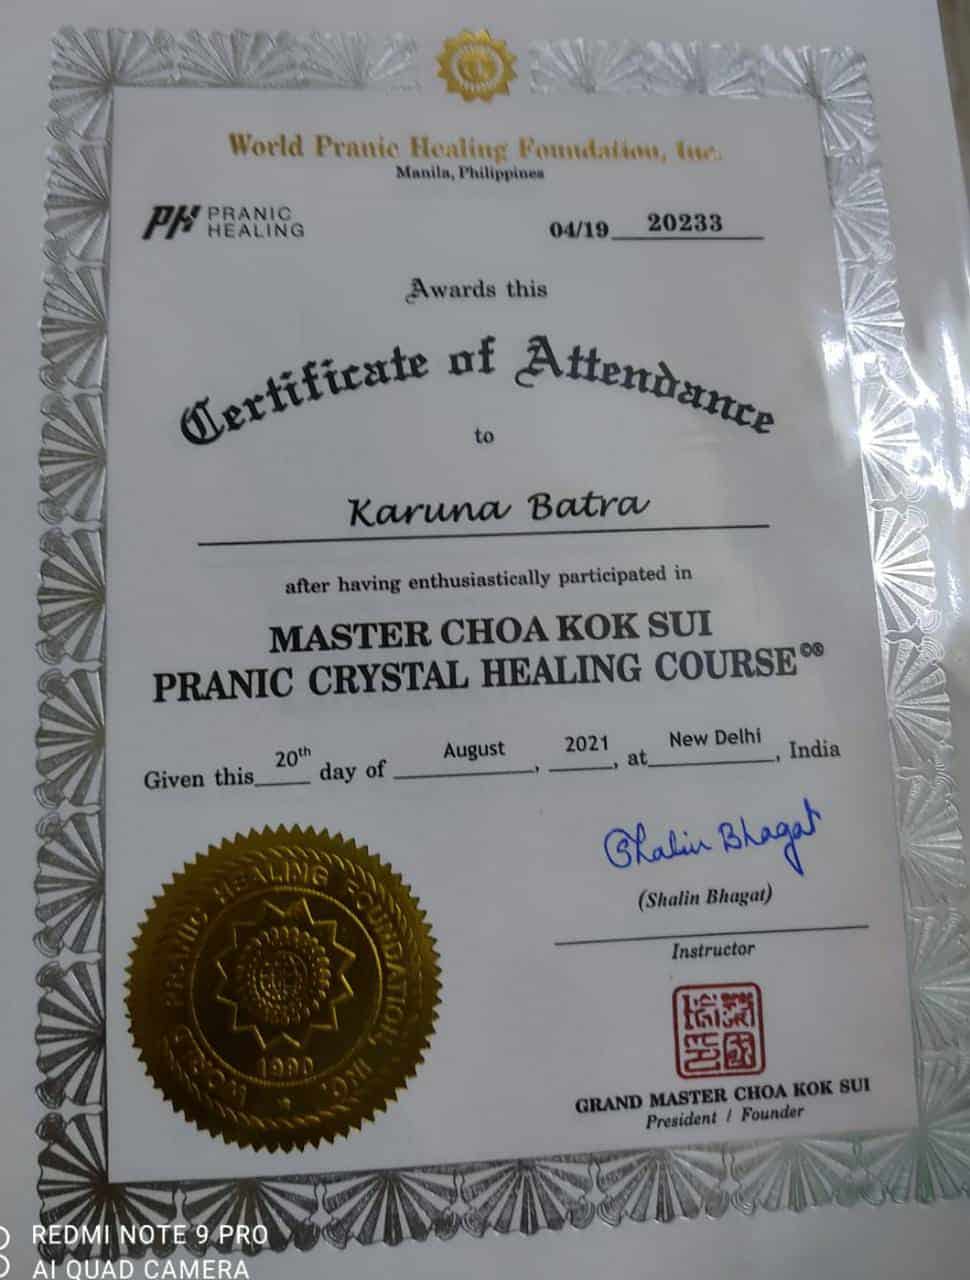 World Pranic Healing Foundation, Inc.
Manila, Philippines
PH PRANIC HEALING
04/19 20233
Awards this
Certificate of Attendance
to
Karuna Batra
after having enthusiastically participated in
MASTER CHOA KOK SUI
PRANIC CRYSTAL HEALING COURSE©®
Given this 20th day of August, 2021, at New Delhi, India
Shalin Bhagat
(Shalin Bhagat)
Instructor
WORLD PRANIC HEALING FOUNDATION, INC.
1990
GRAND MASTER CHOA KOK SUI
President / Founder
REDMI NOTE 9 PRO
AI QUAD CAMERA